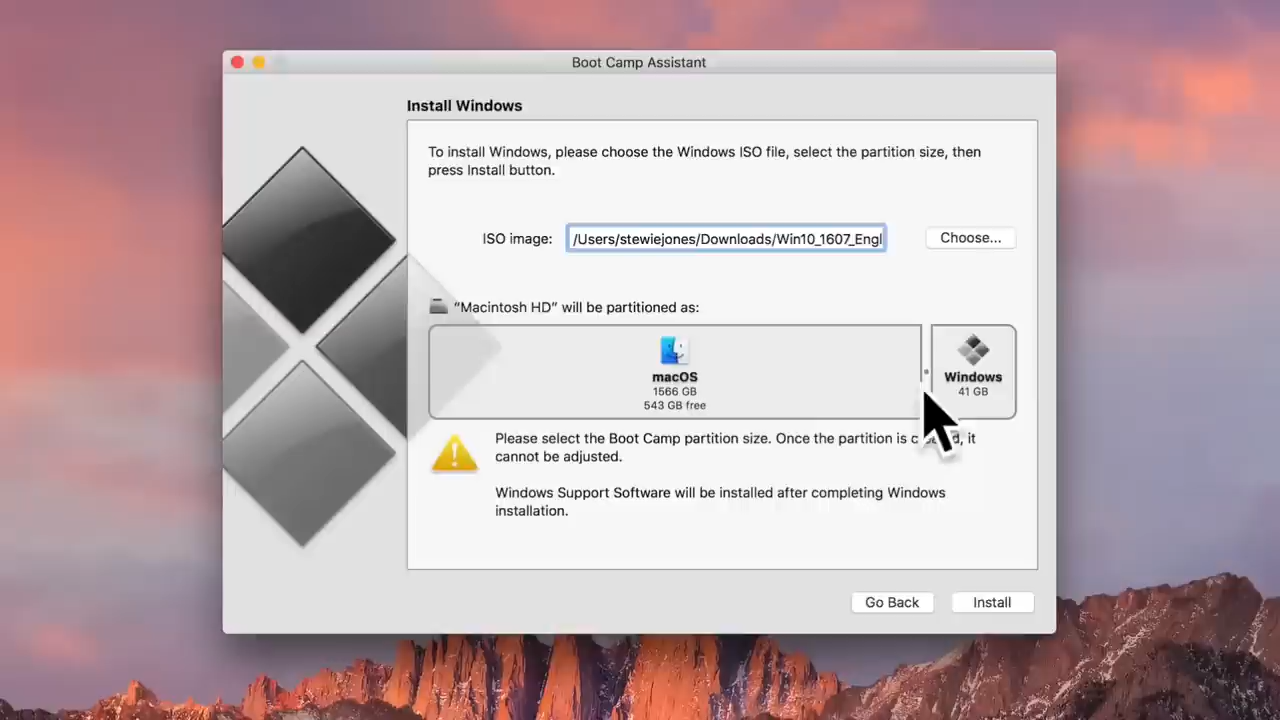 Boot Camp Assistant
Install Windows
To install Windows, please choose the Windows ISO file, select the partition size, then
press Install button.
ISO image: /Users/stewiejones/Downloads/Win10_1607_Engl Choose...
“Macintosh HD” will be partitioned as:
macOS
1566 GB
543 GB free
Windows
41 GB
Please select the Boot Camp partition size. Once the partition is it
cannot be adjusted.
Windows Support Software will be installed after completing Windows
installation.
Go Back Install